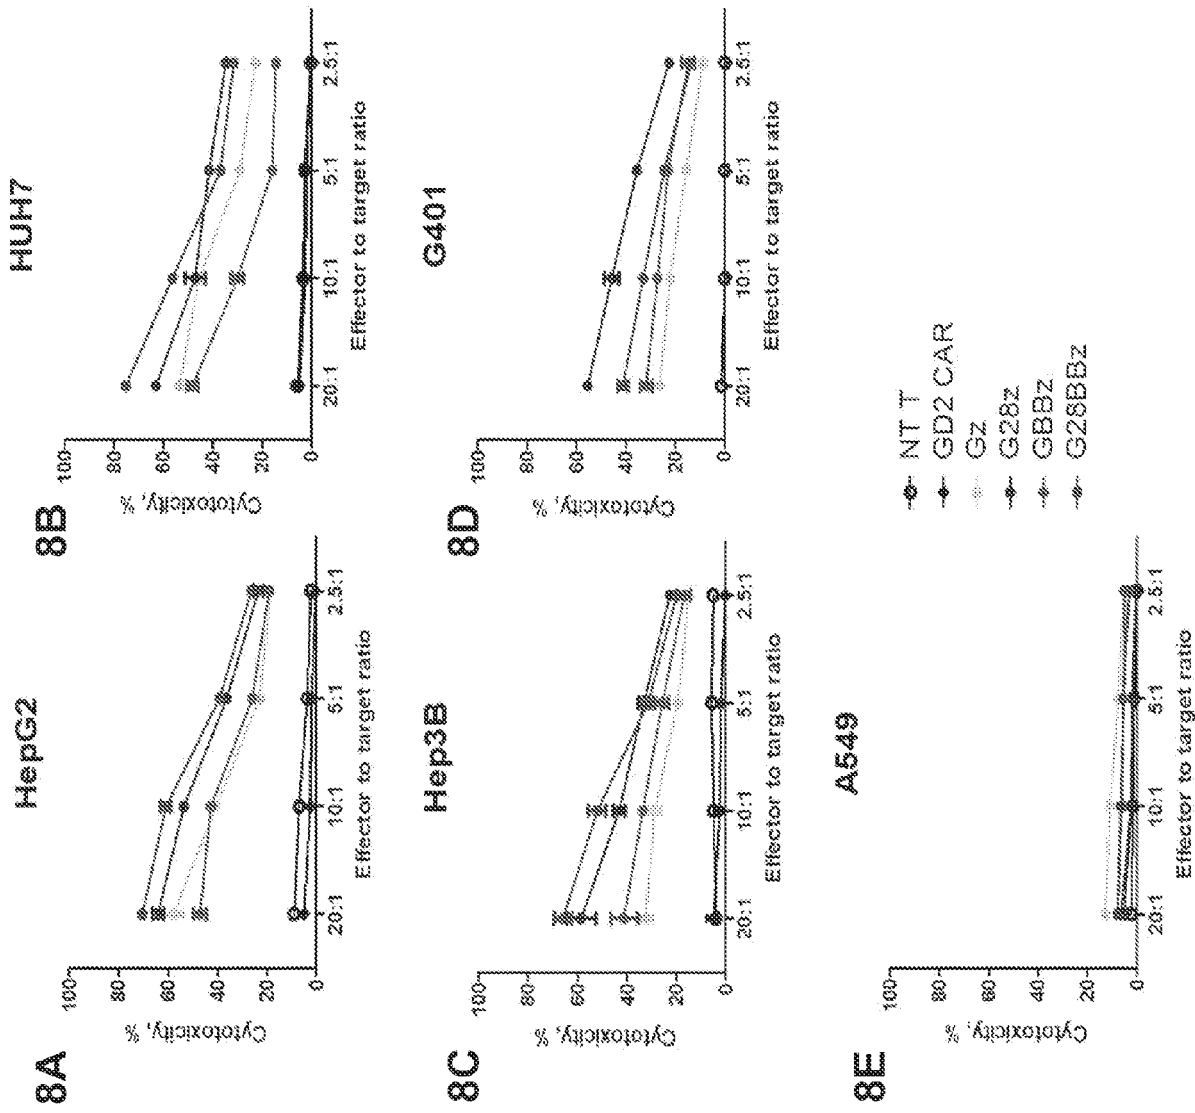 8A
HepG2
Cytotoxicity, %
100
80
60
40
20
0
20:1
10:1
5:1
2.5:1
Effector to target ratio
8B
HUH7
Cytotoxicity, %
100
80
60
40
20
0
20:1
10:1
5:1
2.5:1
Effector to target ratio
8C
Hep3B
Cytotoxicity, %
100
80
60
40
20
0
20:1
10:1
5:1
2.5:1
Effector to target ratio
8D
G401
Cytotoxicity, %
100
80
60
40
20
0
20:1
10:1
5:1
2.5:1
Effector to target ratio
8E
A549
Cytotoxicity, %
100
80
60
40
20
0
20:1
10:1
5:1
2.5:1
Effector to target ratio
NT T
GD2 CAR
Gz
G28z
GBBz
G28BBz